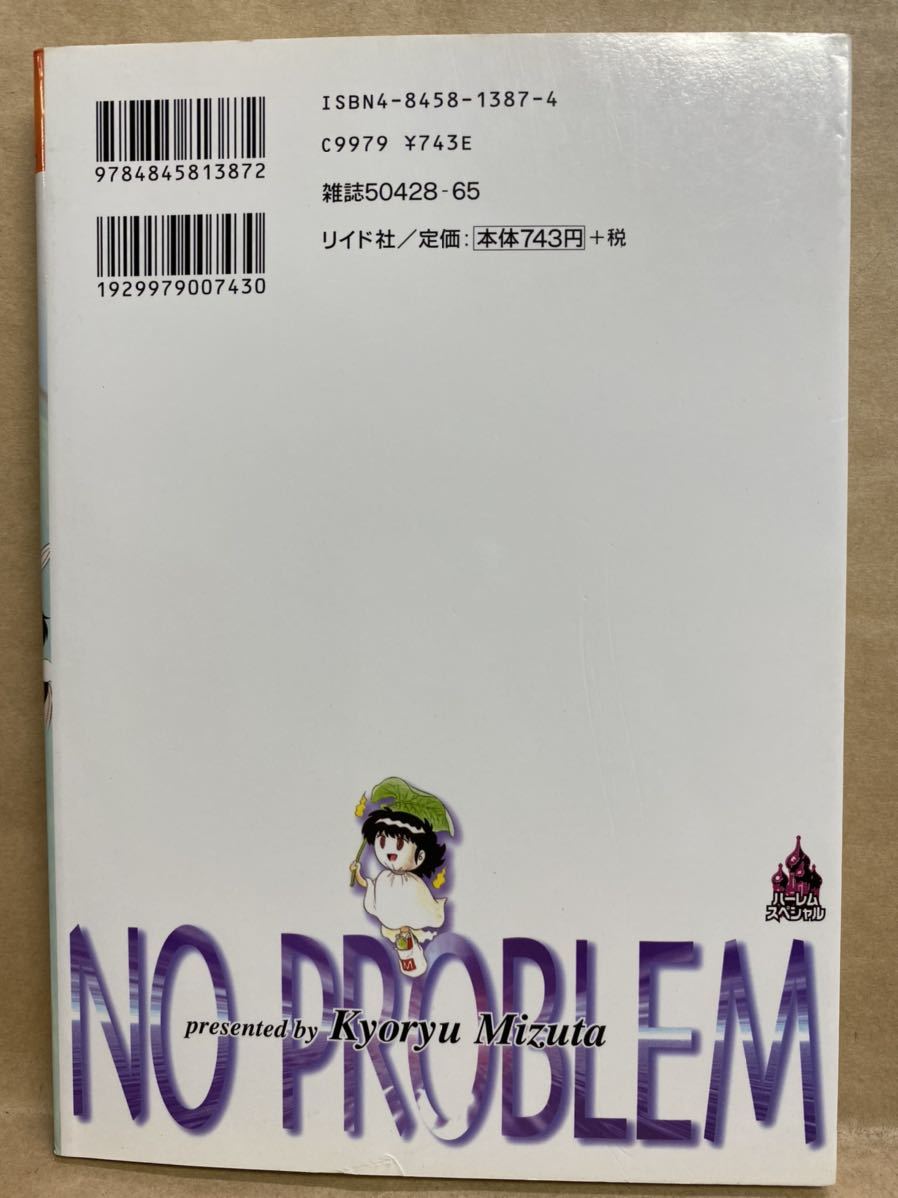 9784845813872
1929979007430
ISBN4-8458-1387-4
C9979 ¥743E
雑誌50428-65
リイド社／定価：本体743円＋税
ハーレム
スペシャル
NO PROBLEM
presented by Kyoryu Mizuta